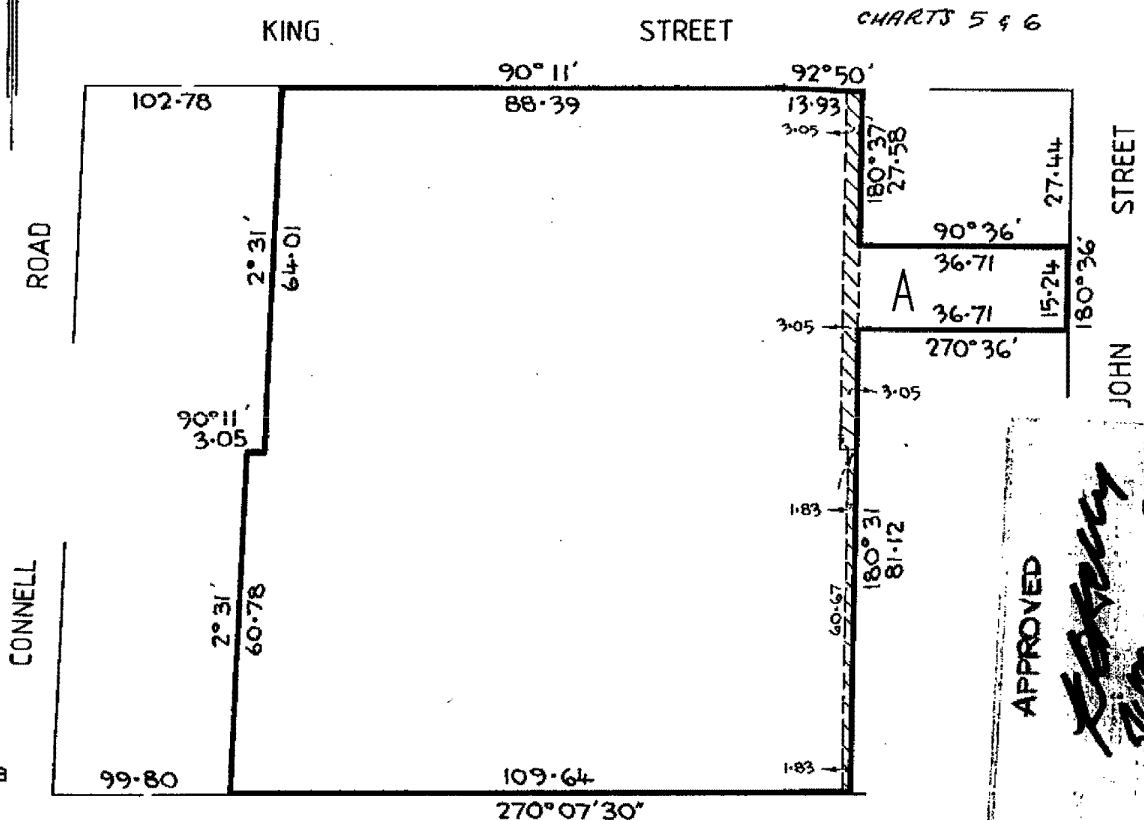 CHARTS 5 & 6
KING STREET
90° 11' 92° 50'
102·78 88·39 13·93
3·05
180° 37'
27·58
27·44
STREET
ROAD
2° 31'
64·01
90° 36'
36·71
A
15·24
180° 36'
36·71
270° 36'
3·05
3·05
JOHN
90° 11'
3·05
1·83
180° 31
81·12
CONNELL
2° 31'
60·78
60·67
APPROVED
99·80 109·64 1·83
270° 07' 30"